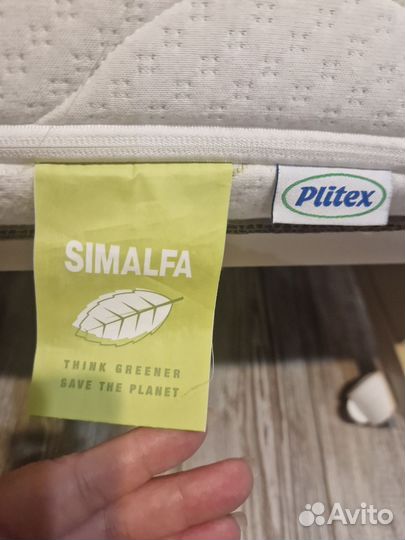 Plitex
SIMALFA
THINK GREENER
SAVE THE PLANET
Avito